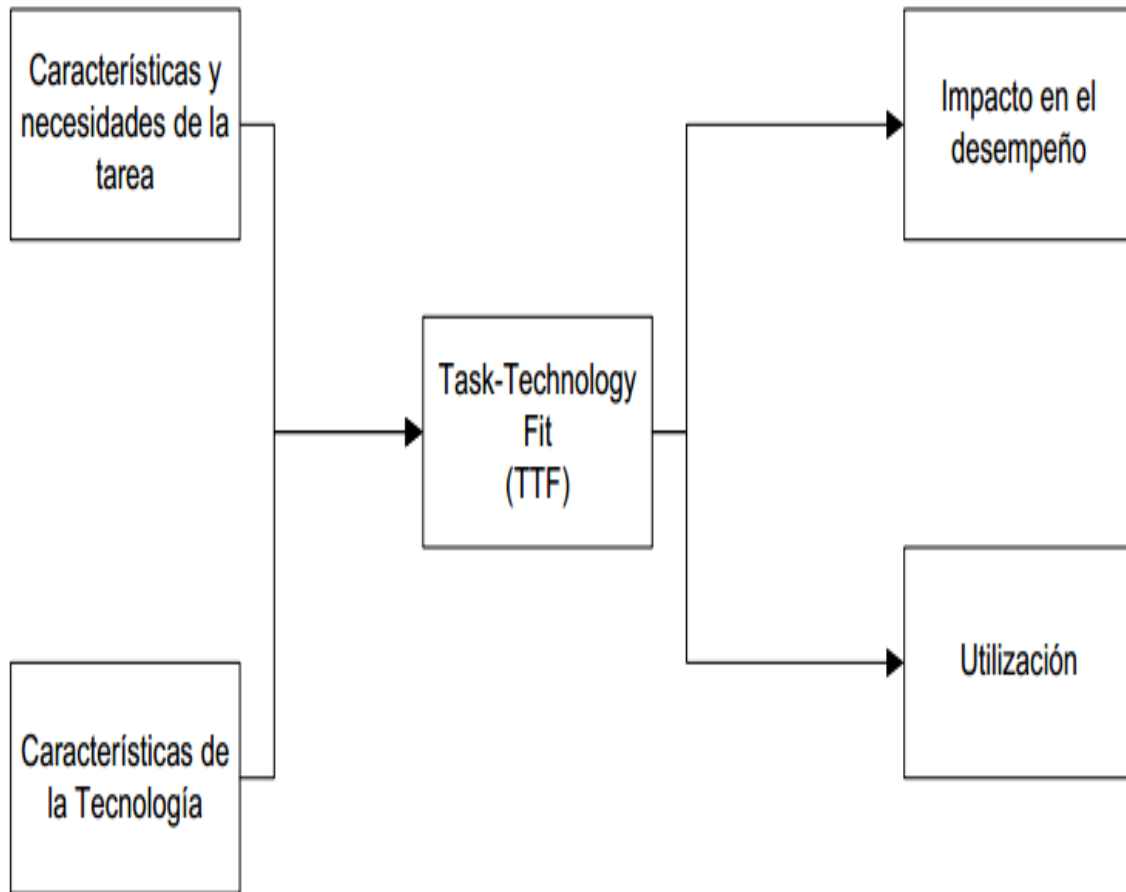 Características y
necesidades de la
tarea
Impacto en el
desempeño
Task-Technology
Fit
(TTF)
Utilización
Características de
la Tecnología